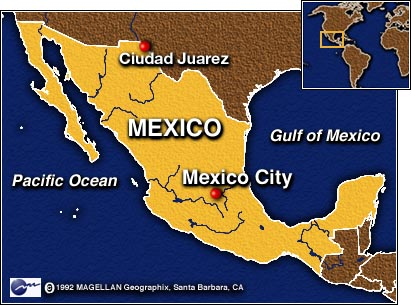 Ciudad Juarez
MEXICO
Gulf of Mexico
Mexico City
Pacific Ocean
1992 MAGELLAN Geographix, Santa Barbara, CA